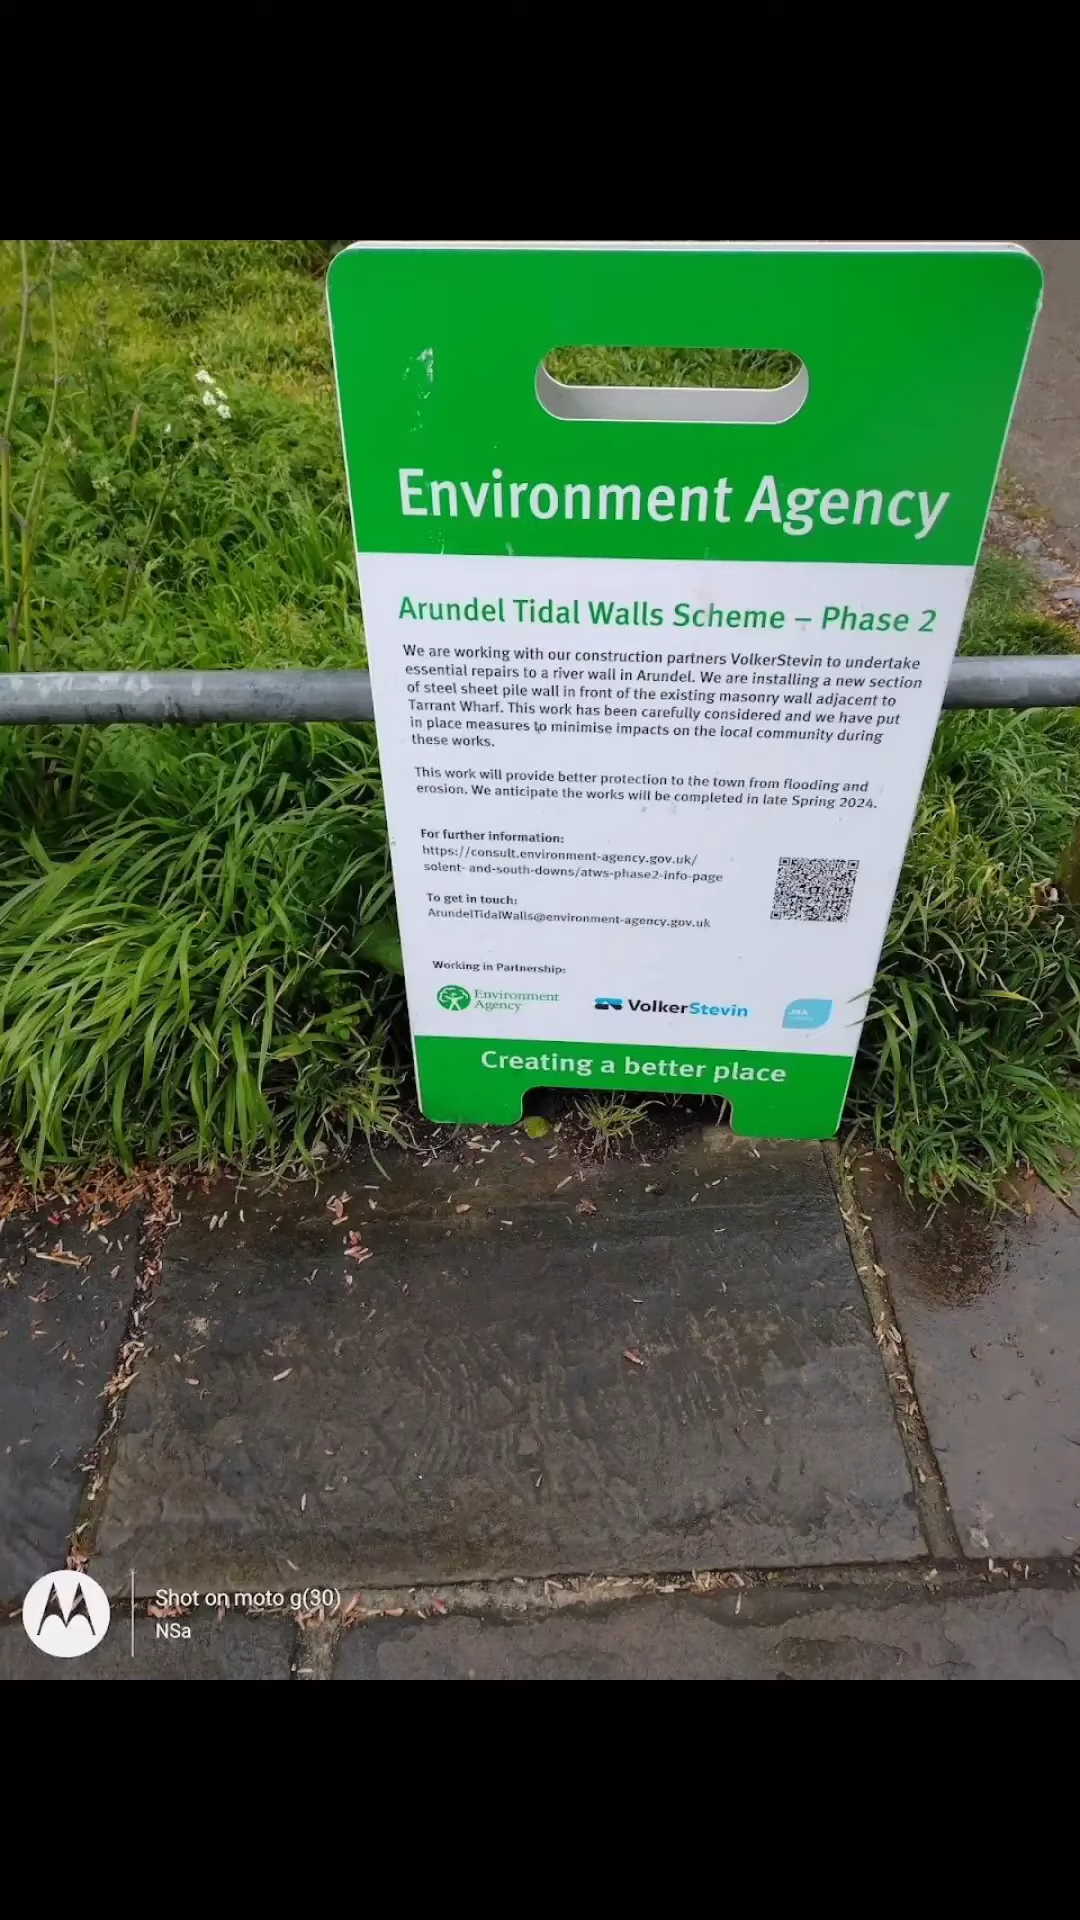 Environment Agency
Arundel Tidal Walls Scheme – Phase 2
We are working with our construction partners VolkerStevin to undertake
essential repairs to a river wall in Arundel. We are installing a new section
of steel sheet pile wall in front of the existing masonry wall adjacent to
Tarrant Wharf. This work has been carefully considered and we have put
in place measures to minimise impacts on the local community during
these works.
This work will provide better protection to the town from flooding and
erosion. We anticipate the works will be completed in late Spring 2024.
For further information:
https://consult.environment-agency.gov.uk/
solent- and-south-downs/atws-phase2-info-page
To get in touch:
ArundelTidalWalls@environment-agency.gov.uk
Working in Partnership:
Environment
Agency
VolkerStevin
JBA
Creating a better place
Shot on moto g(30)
NSa